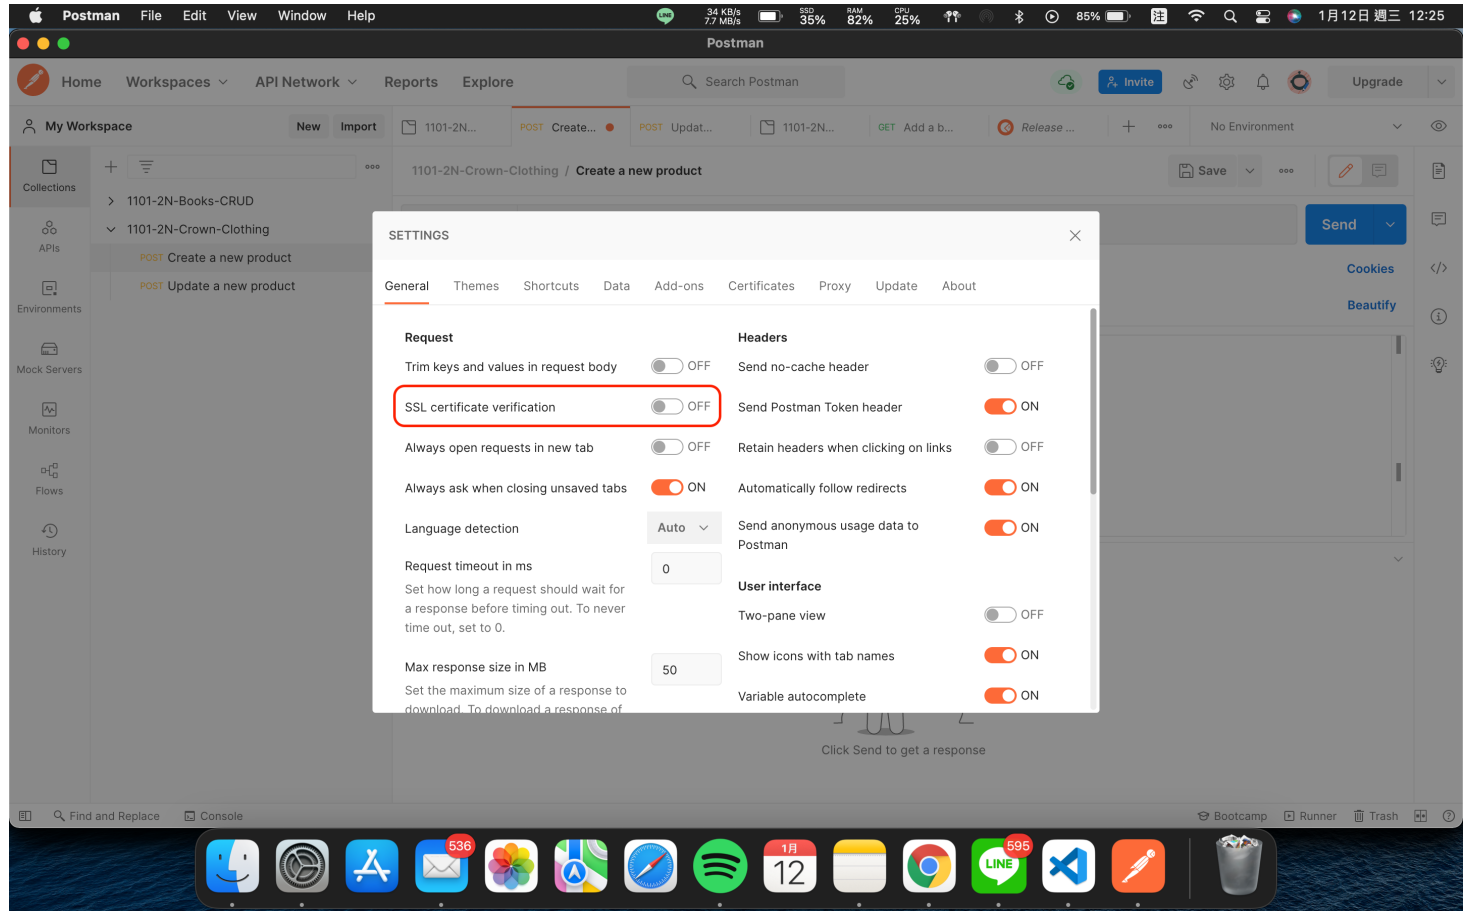 Postman File Edit View Window Help
34 KB/s
7.7 MB/s
SSD
35%
RAM
82%
CPU
25%
85%
注
1月12日 週三 12:25
Postman
Home Workspaces API Network Reports Explore
Search Postman
Invite
Upgrade
My Workspace
New Import
1101-2N...
POST Create...
POST Updat...
1101-2N...
GET Add a b...
Release ...
No Environment
Collections
APIs
Environments
Mock Servers
Monitors
Flows
History
1101-2N-Books-CRUD
1101-2N-Crown-Clothing
POST Create a new product
POST Update a new product
1101-2N-Crown-Clothing / Create a new product
Save
Send
Cookies
Beautify
SETTINGS
General Themes Shortcuts Data Add-ons Certificates Proxy Update About
Request
Trim keys and values in request body OFF
SSL certificate verification OFF
Always open requests in new tab OFF
Always ask when closing unsaved tabs ON
Language detection Auto
Request timeout in ms 0
Set how long a request should wait for
a response before timing out. To never
time out, set to 0.
Max response size in MB 50
Set the maximum size of a response to
download. To download a response of
Headers
Send no-cache header OFF
Send Postman Token header ON
Retain headers when clicking on links OFF
Automatically follow redirects ON
Send anonymous usage data to
Postman ON
User interface
Two-pane view OFF
Show icons with tab names ON
Variable autocomplete ON
Click Send to get a response
Find and Replace Console
Bootcamp Runner Trash
536
1月
12
595
LINE